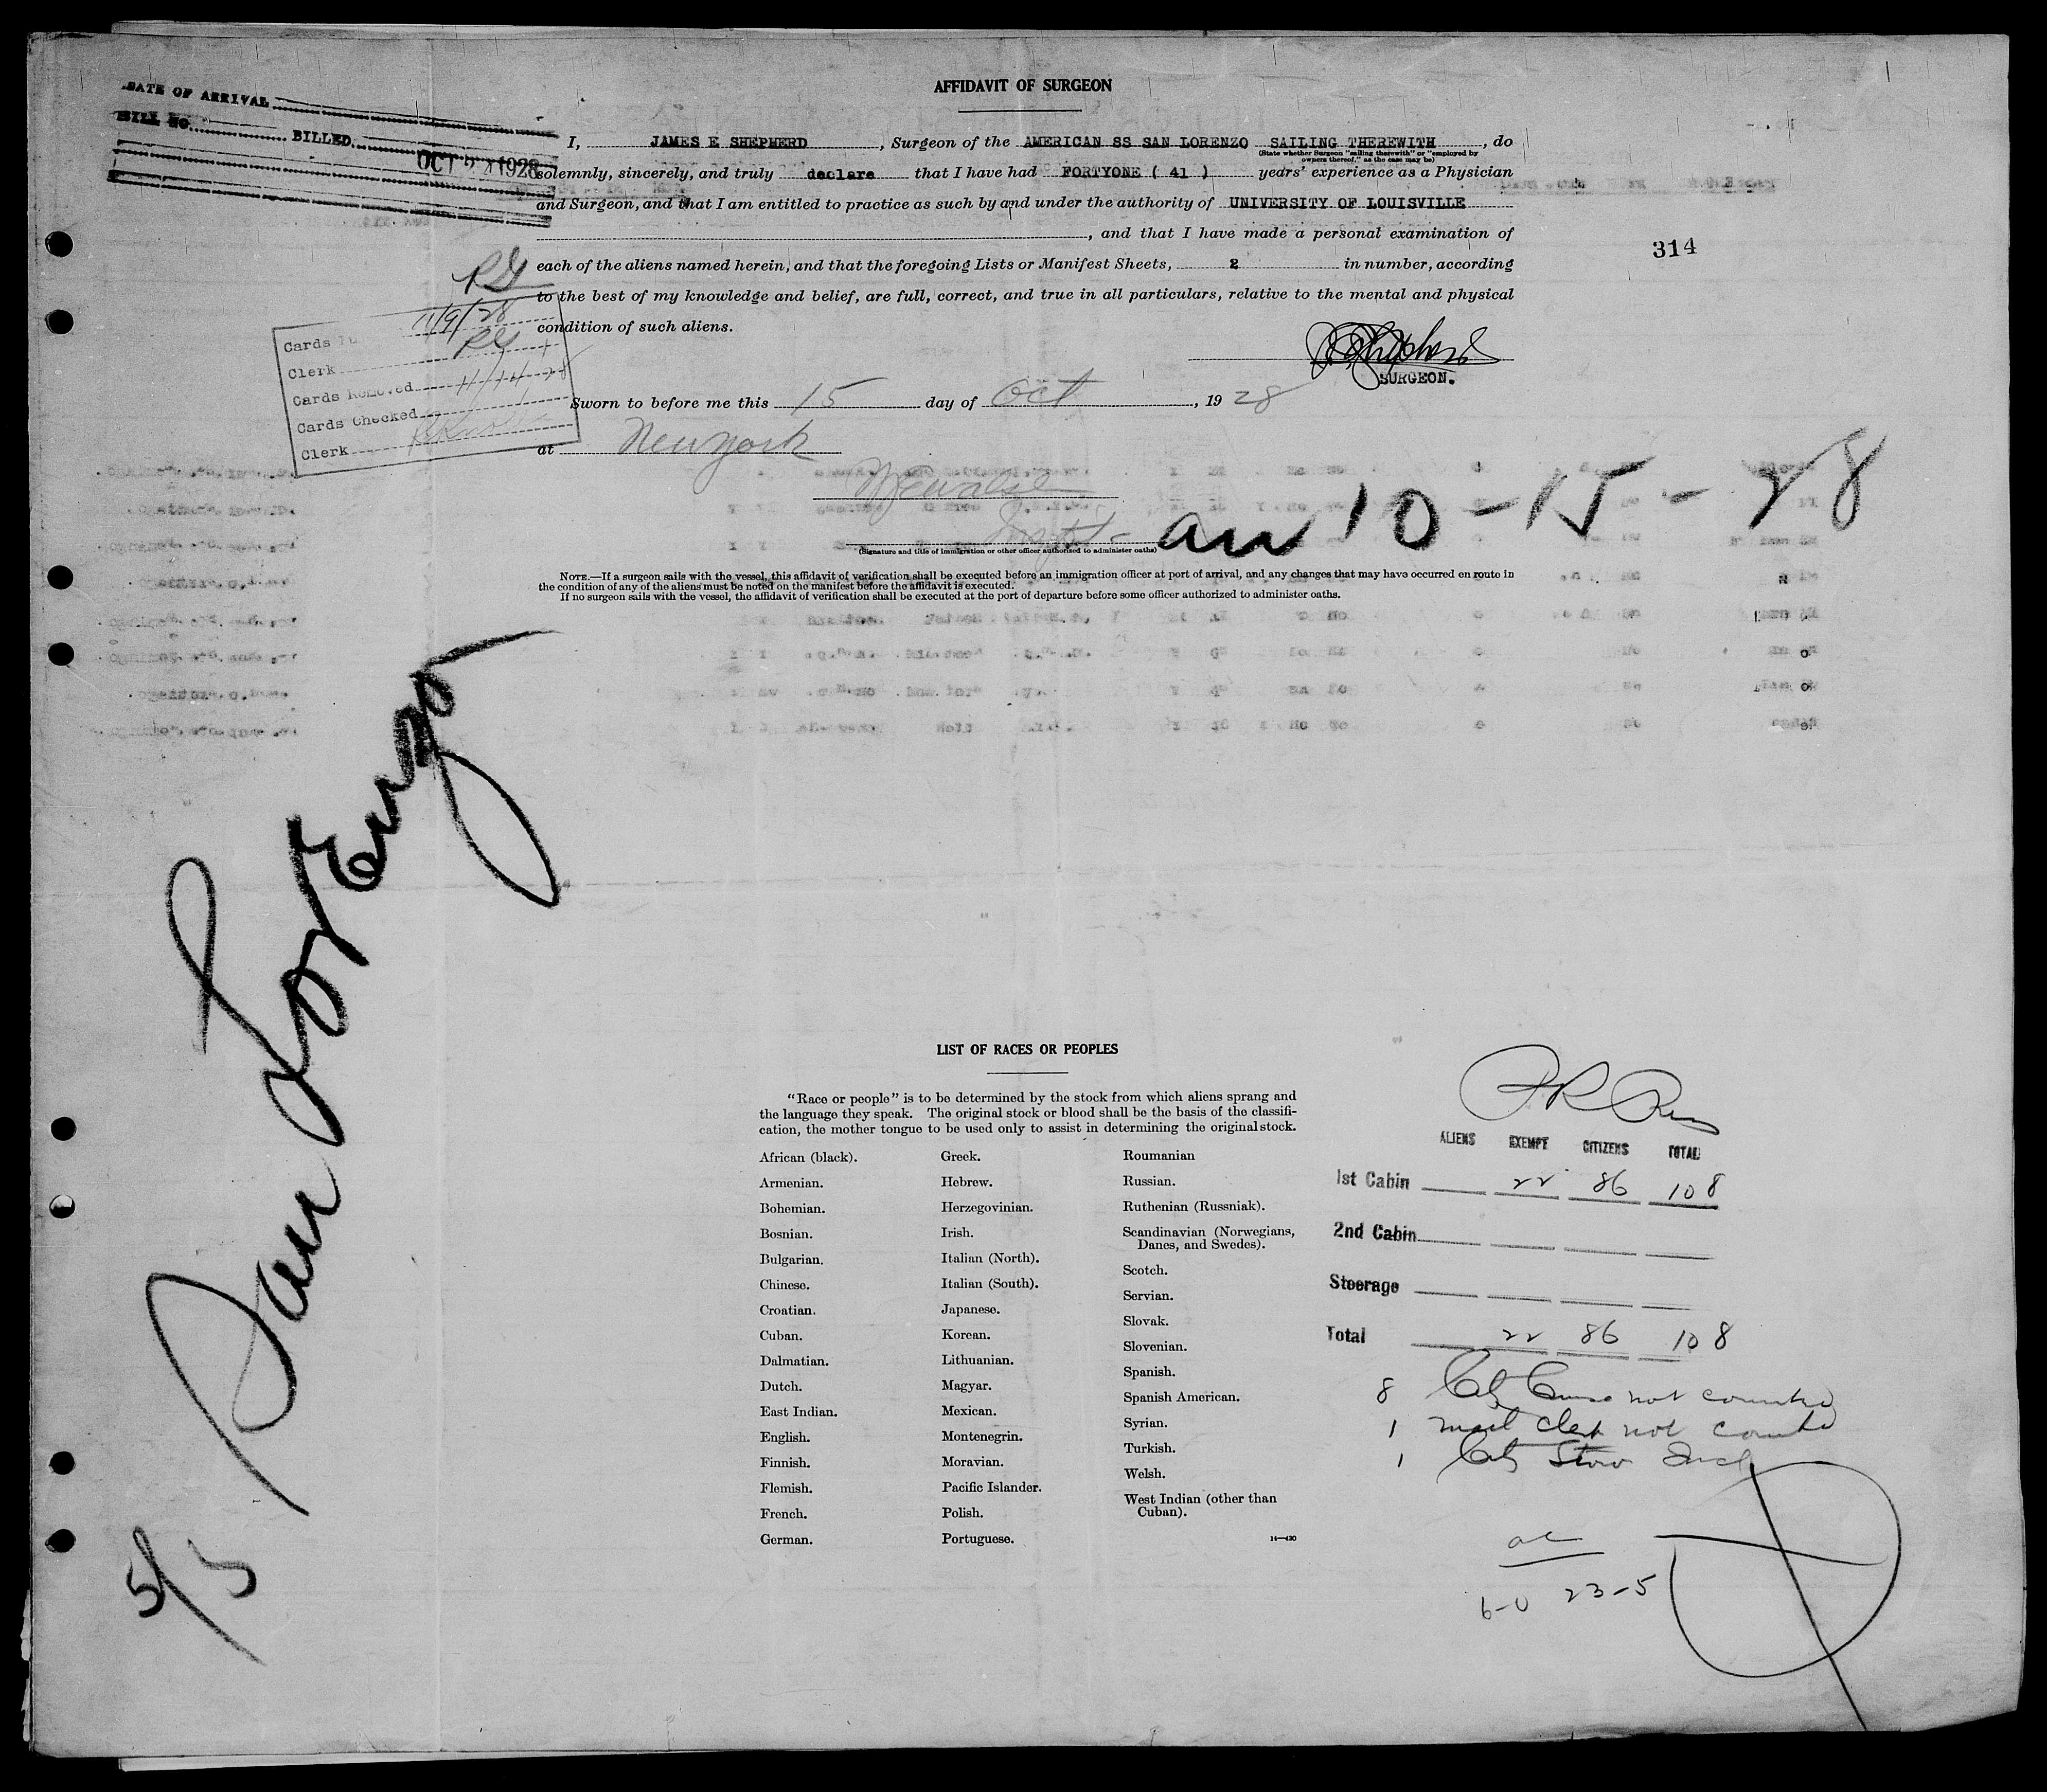 AFFIDAVIT OF SURGEON
DATE OF ARRIVAL
BILL NO. BILLED
OCT 1928
I, JAMES E SHEPHERD, Surgeon of the AMERICAN SS SAN LORENZO SAILING THEREWITH, do
(State whether Surgeon "sailing therewith" or "employed by
owners thereof," as the case may be)
solemnly, sincerely, and truly declare that I have had FORTYONE ( 41 ) years' experience as a Physician
and Surgeon, and that I am entitled to practice as such by and under the authority of UNIVERSITY OF LOUISVILLE
, and that I have made a personal examination of
each of the aliens named herein, and that the foregoing Lists or Manifest Sheets, 2 in number, according
to the best of my knowledge and belief, are full, correct, and true in all particulars, relative to the mental and physical
condition of such aliens.
314
SURGEON.
Cards
11/9/28
Clerk
Cards Removed 11/14/28
Cards Checked
Clerk
Sworn to before me this 15 day of Oct, 1928
at New York
an 10-15-28
(Signature and title of immigration or other officer authorized to administer oaths)
NOTE.—If a surgeon sails with the vessel, this affidavit of verification shall be executed before an immigration officer at port of arrival, and any changes that may have occurred en route in
the condition of any of the aliens must be noted on the manifest before the affidavit is executed.
If no surgeon sails with the vessel, the affidavit of verification shall be executed at the port of departure before some officer authorized to administer oaths.
San Lorenzo
5/5
LIST OF RACES OR PEOPLES
"Race or people" is to be determined by the stock from which aliens sprang and
the language they speak. The original stock or blood shall be the basis of the classifi-
cation, the mother tongue to be used only to assist in determining the original stock.
African (black).
Armenian.
Bohemian.
Bosnian.
Bulgarian.
Chinese.
Croatian.
Cuban.
Dalmatian.
Dutch.
East Indian.
English.
Finnish.
Flemish.
French.
German.
Greek.
Hebrew.
Herzegovinian.
Irish.
Italian (North).
Italian (South).
Japanese.
Korean.
Lithuanian.
Magyar.
Mexican.
Montenegrin.
Moravian.
Pacific Islander.
Polish.
Portuguese.
Roumanian
Russian.
Ruthenian (Russniak).
Scandinavian (Norwegians,
Danes, and Swedes).
Scotch.
Servian.
Slovak.
Slovenian.
Spanish.
Spanish American.
Syrian.
Turkish.
Welsh.
West Indian (other than
Cuban).
ALIENS EXEMPT CITIZENS TOTAL
1st Cabin 22 86 108
2nd Cabin
Steerage
Total 22 86 108
8 not counted
1 mail clerk not counted
1 Stow
6-0 23-5